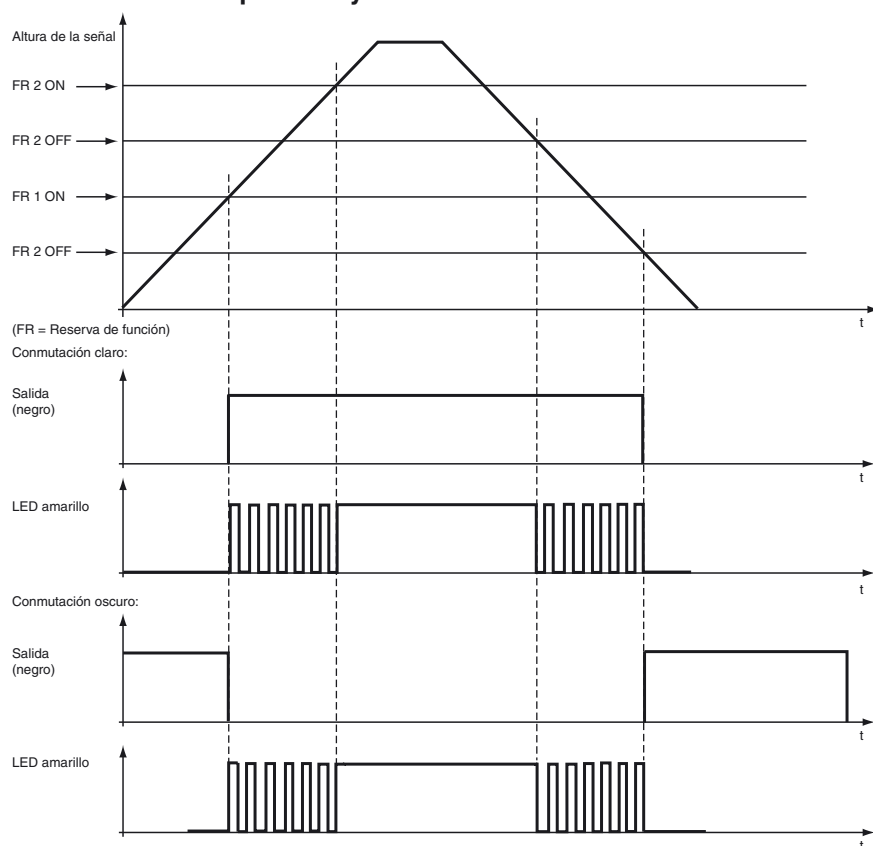 Altura de la señal
FR 2 ON
FR 2 OFF
FR 1 ON
FR 2 OFF
t
(FR = Reserva de función)
Conmutación claro:
Salida
(negro)
t
LED amarillo
t
Conmutación oscuro:
Salida
(negro)
t
LED amarillo
t